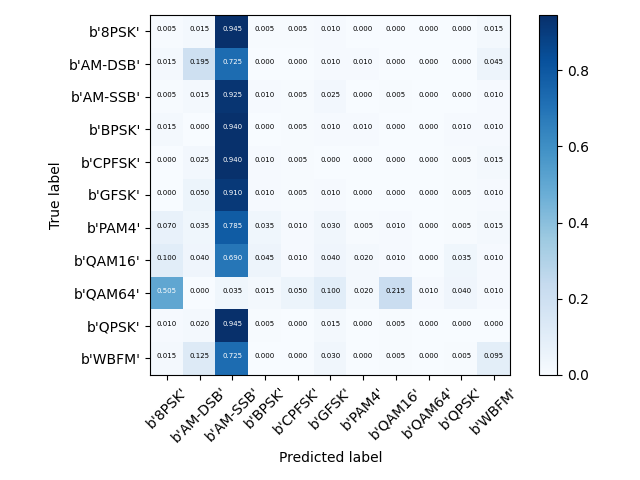 b'8PSK' 0.005 0.015 0.945 0.005 0.005 0.010 0.000 0.000 0.000 0.000 0.015
b'AM-DSB' 0.015 0.195 0.725 0.000 0.000 0.010 0.010 0.000 0.000 0.000 0.045
b'AM-SSB' 0.005 0.015 0.925 0.010 0.005 0.025 0.000 0.005 0.000 0.000 0.010
b'BPSK' 0.015 0.000 0.940 0.000 0.005 0.010 0.010 0.000 0.000 0.010 0.010
b'CPFSK' 0.000 0.025 0.940 0.010 0.005 0.000 0.000 0.000 0.000 0.005 0.015
b'GFSK' 0.000 0.050 0.910 0.010 0.005 0.010 0.000 0.000 0.000 0.005 0.010
b'PAM4' 0.070 0.035 0.785 0.035 0.010 0.030 0.005 0.010 0.000 0.005 0.015
b'QAM16' 0.100 0.040 0.690 0.045 0.010 0.040 0.020 0.010 0.000 0.035 0.010
b'QAM64' 0.505 0.000 0.035 0.015 0.050 0.100 0.020 0.215 0.010 0.040 0.010
b'QPSK' 0.010 0.020 0.945 0.005 0.000 0.015 0.000 0.005 0.000 0.000 0.000
b'WBFM' 0.015 0.125 0.725 0.000 0.000 0.030 0.000 0.005 0.000 0.005 0.095
b'8PSK' b'AM-DSB' b'AM-SSB' b'BPSK' b'CPFSK' b'GFSK' b'PAM4' b'QAM16' b'QAM64' b'QPSK' b'WBFM'
Predicted label
True label
0.8
0.6
0.4
0.2
0.0